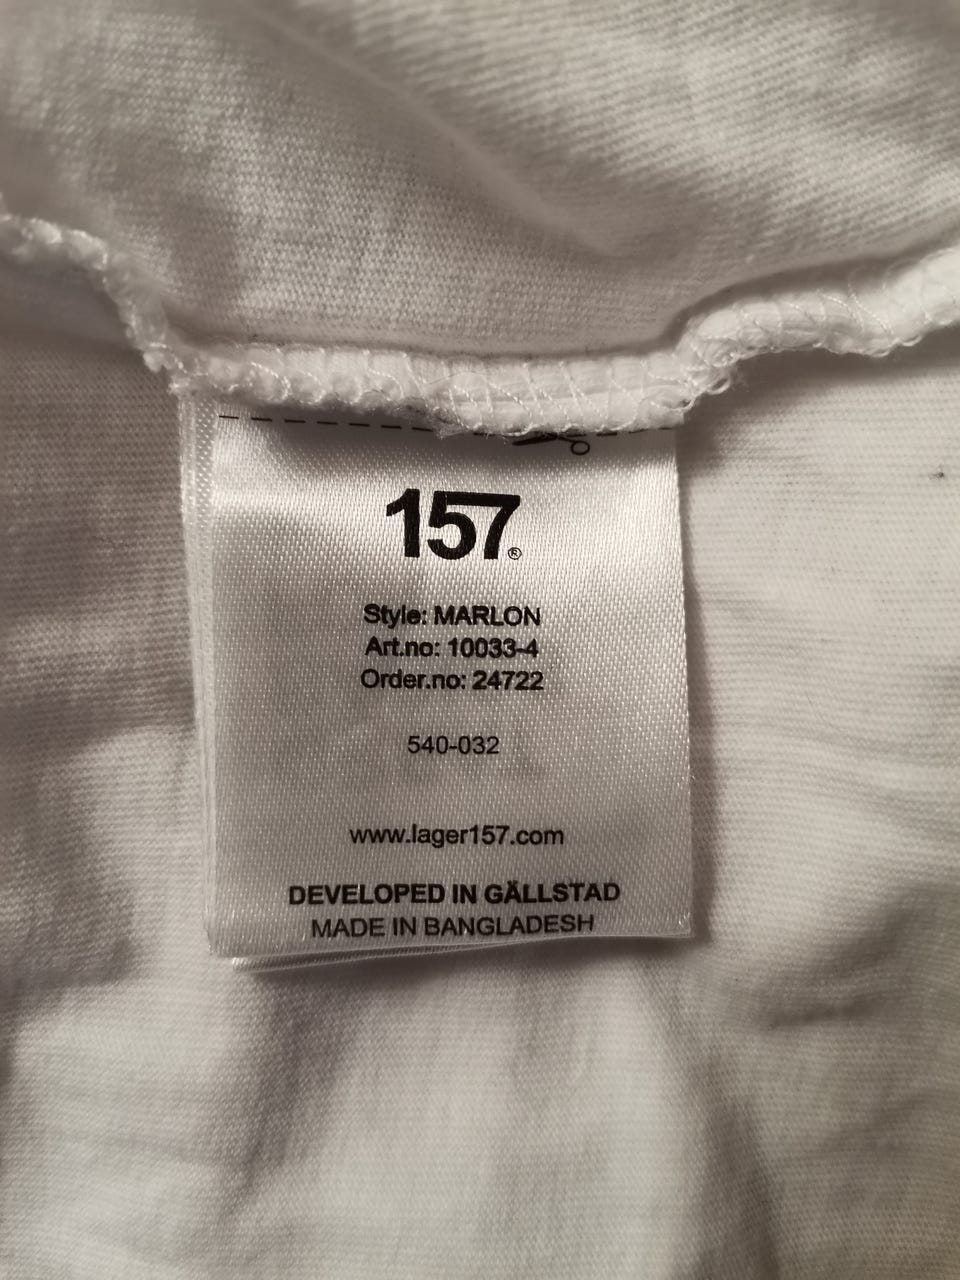 157®
Style: MARLON
Art.no: 10033-4
Order.no: 24722
540-032
www.lager157.com
DEVELOPED IN GÄLLSTAD
MADE IN BANGLADESH